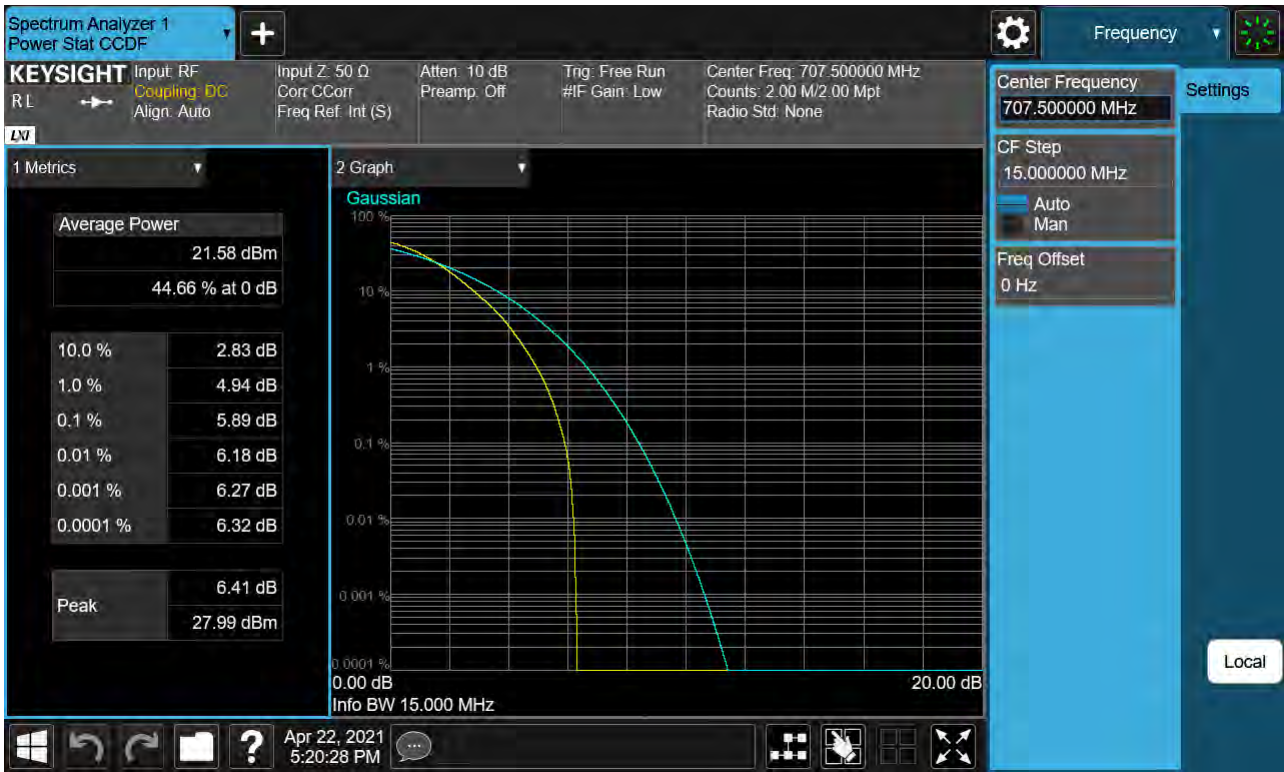 Spectrum Analyzer 1
Power Stat CCDF
+
Frequency
KEYSIGHT
R L
LXI
Input: RF
Coupling: DC
Align: Auto
Input Z: 50 Ω
Corr CCorr
Freq Ref: Int (S)
Atten: 10 dB
Preamp: Off
Trig: Free Run
#IF Gain: Low
Center Freq: 707.500000 MHz
Counts: 2.00 M/2.00 Mpt
Radio Std: None
Center Frequency
707.500000 MHz
Settings
CF Step
15.000000 MHz
Auto
Man
Freq Offset
0 Hz
Local
1 Metrics
Average Power
21.58 dBm
44.66 % at 0 dB
10.0 % 2.83 dB
1.0 % 4.94 dB
0.1 % 5.89 dB
0.01 % 6.18 dB
0.001 % 6.27 dB
0.0001 % 6.32 dB
Peak
6.41 dB
27.99 dBm
2 Graph
Gaussian
100 %
10 %
1 %
0.1 %
0.01 %
0.001 %
0.0001 %
0.00 dB 20.00 dB
Info BW 15.000 MHz
?
Apr 22, 2021
5:20:28 PM